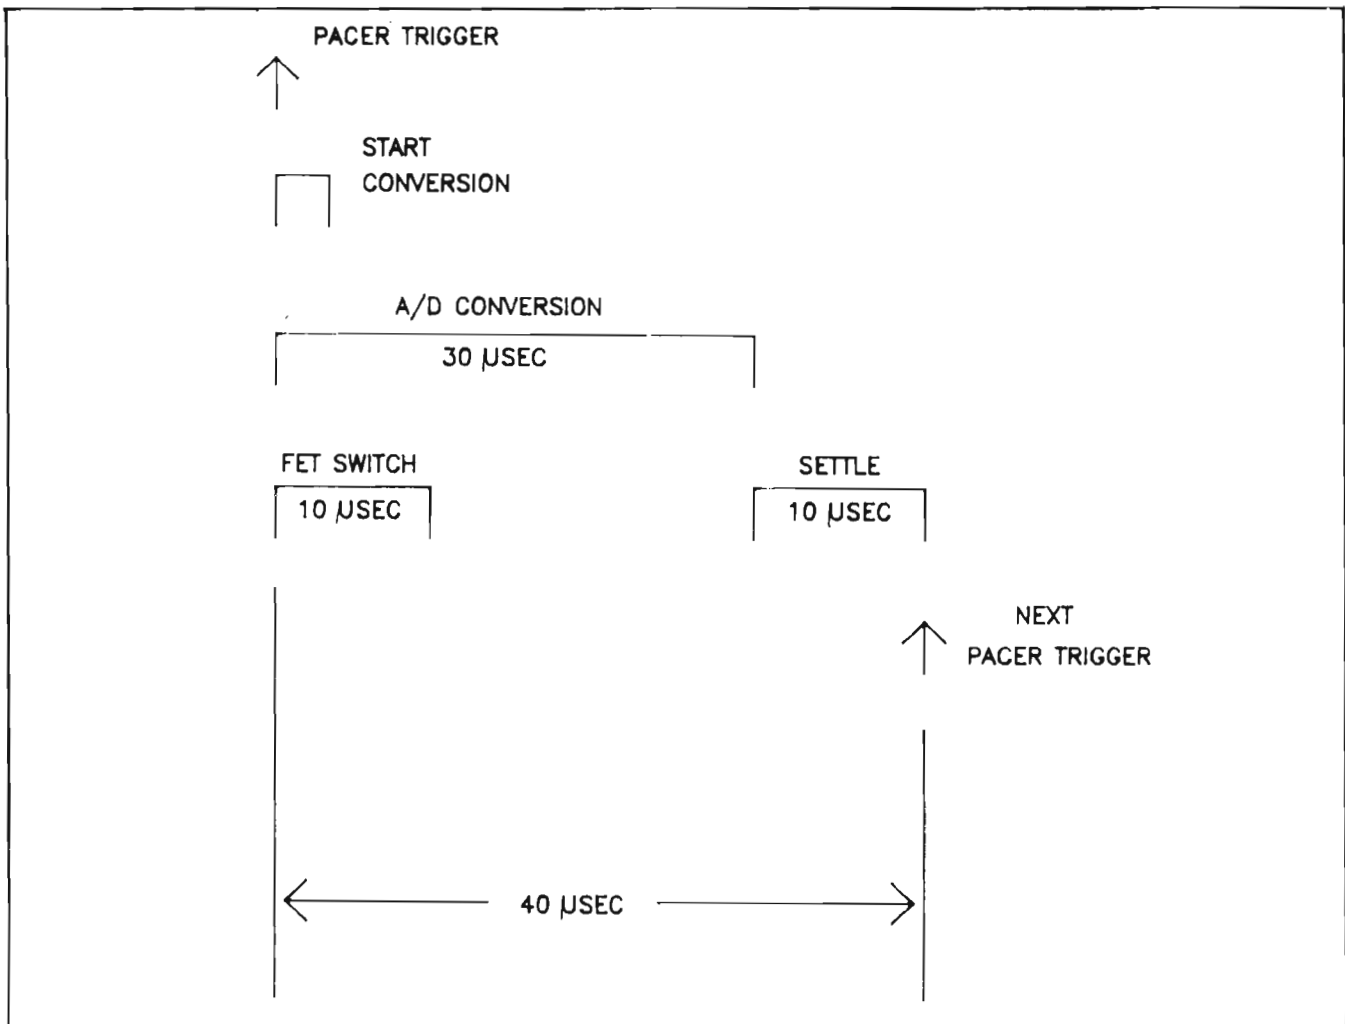 PACER TRIGGER
START
CONVERSION
A/D CONVERSION
30 µSEC
FET SWITCH
10 µSEC
SETTLE
10 µSEC
NEXT
PACER TRIGGER
40 µSEC